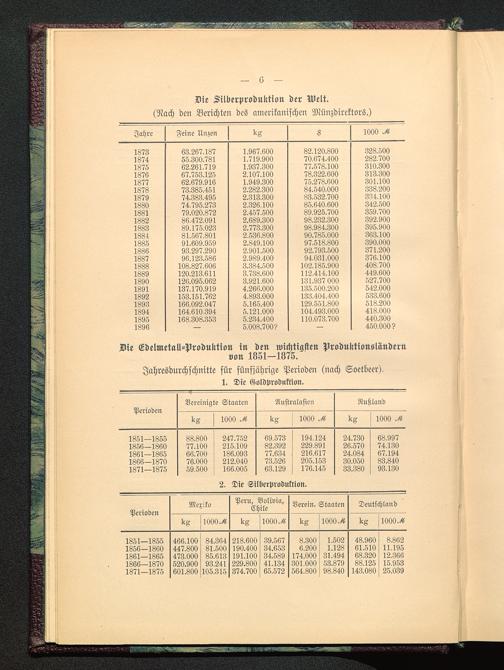 — 6 —
Die Silberproduktion der Welt.
(Nach den Berichten des amerikanischen Münzdirektors.)
Jahre | Feine Unzen | kg | $ | 1000 ℳ
1873 | 63.267.187 | 1.967.600 | 82.120.800 | 328.500
1874 | 55.300.781 | 1.719.900 | 70.674.400 | 282.700
1875 | 62.261.719 | 1.937.300 | 77.578.100 | 310.300
1876 | 67.753.125 | 2.107.100 | 78.322.600 | 313.300
1877 | 62.679.916 | 1.949.300 | 75.278.600 | 301.100
1878 | 73.385.451 | 2.282.300 | 84.540.000 | 338.200
1879 | 74.383.495 | 2.313.300 | 83.532.700 | 334.100
1880 | 74.795.273 | 2.326.100 | 85.640.600 | 342.500
1881 | 79.020.872 | 2.457.500 | 89.925.700 | 359.700
1882 | 86.472.091 | 2.689.300 | 98.232.300 | 392.900
1883 | 89.175.023 | 2.773.300 | 98.984.300 | 395.900
1884 | 81.567.801 | 2.536.800 | 90.785.000 | 363.100
1885 | 91.609.959 | 2.849.100 | 97.518.800 | 390.000
1886 | 93.297.290 | 2.901.500 | 92.793.500 | 371.200
1887 | 96.123.586 | 2.989.400 | 94.031.000 | 376.100
1888 | 108.827.606 | 3.384.500 | 102.185.900 | 408.700
1889 | 120.213.611 | 3.738.600 | 112.414.100 | 449.600
1890 | 126.095.062 | 3.921.600 | 131.937.000 | 527.700
1891 | 137.170.919 | 4.266.000 | 135.500.200 | 542.000
1892 | 153.151.762 | 4.893.000 | 133.404.400 | 533.600
1893 | 166.092.047 | 5.165.400 | 129.551.800 | 518.200
1894 | 164.610.394 | 5.121.000 | 104.493.000 | 418.000
1895 | 168.308.353 | 5.234.400 | 110.073.700 | 440.300
1896 | — | 5.008.700? | — | 450.000?
Die Edelmetall-Produktion in den wichtigsten Produktionsländern
von 1851—1875.
Jahresdurchschnitte für fünfjährige Perioden (nach Soetbeer).
1. Die Goldproduktion.
Perioden | Vereinigte Staaten | Australasien | Rußland
kg | 1000 ℳ | kg | 1000 ℳ | kg | 1000 ℳ
1851—1855 | 88.800 | 247.752 | 69.573 | 194.124 | 24.730 | 68.997
1856—1860 | 77.100 | 215.109 | 82.392 | 229.891 | 26.570 | 74.130
1861—1865 | 66.700 | 186.093 | 77.634 | 216.617 | 24.084 | 67.194
1866—1870 | 76.000 | 212.040 | 73.526 | 205.153 | 30.050 | 83.840
1871—1875 | 59.500 | 166.005 | 63.129 | 176.145 | 33.380 | 93.130
2. Die Silberproduktion.
Perioden | Mexiko | Peru, Bolivia, Chile | Verein. Staaten | Deutschland
kg | 1000 ℳ | kg | 1000 ℳ | kg | 1000 ℳ | kg | 1000 ℳ
1851—1855 | 466.100 | 84.364 | 218.600 | 39.567 | 8.300 | 1.502 | 48.960 | 8.862
1856—1860 | 447.800 | 81.500 | 190.400 | 34.653 | 6.200 | 1.128 | 61.510 | 11.195
1861—1865 | 473.000 | 85.613 | 191.100 | 34.589 | 174.000 | 31.494 | 68.320 | 12.366
1866—1870 | 520.900 | 93.241 | 229.800 | 41.134 | 301.000 | 53.879 | 88.125 | 15.953
1871—1875 | 601.800 | 105.315 | 374.700 | 65.572 | 564.800 | 98.840 | 143.080 | 25.039